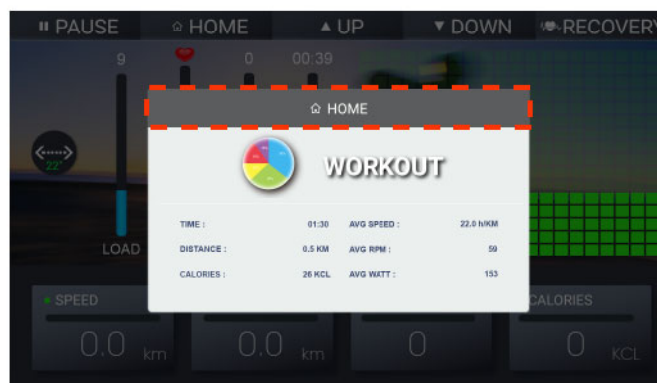 PAUSE HOME UP DOWN RECOVERY
9 0 00:39
HOME
22°
WORKOUT
TIME : 01:30 AVG SPEED : 22.0 h/KM
DISTANCE : 0.5 KM AVG RPM : 59
CALORIES : 26 KCL AVG WATT : 153
LOAD
SPEED CALORIES
0.0 km 0.0 km 0 0 KCL